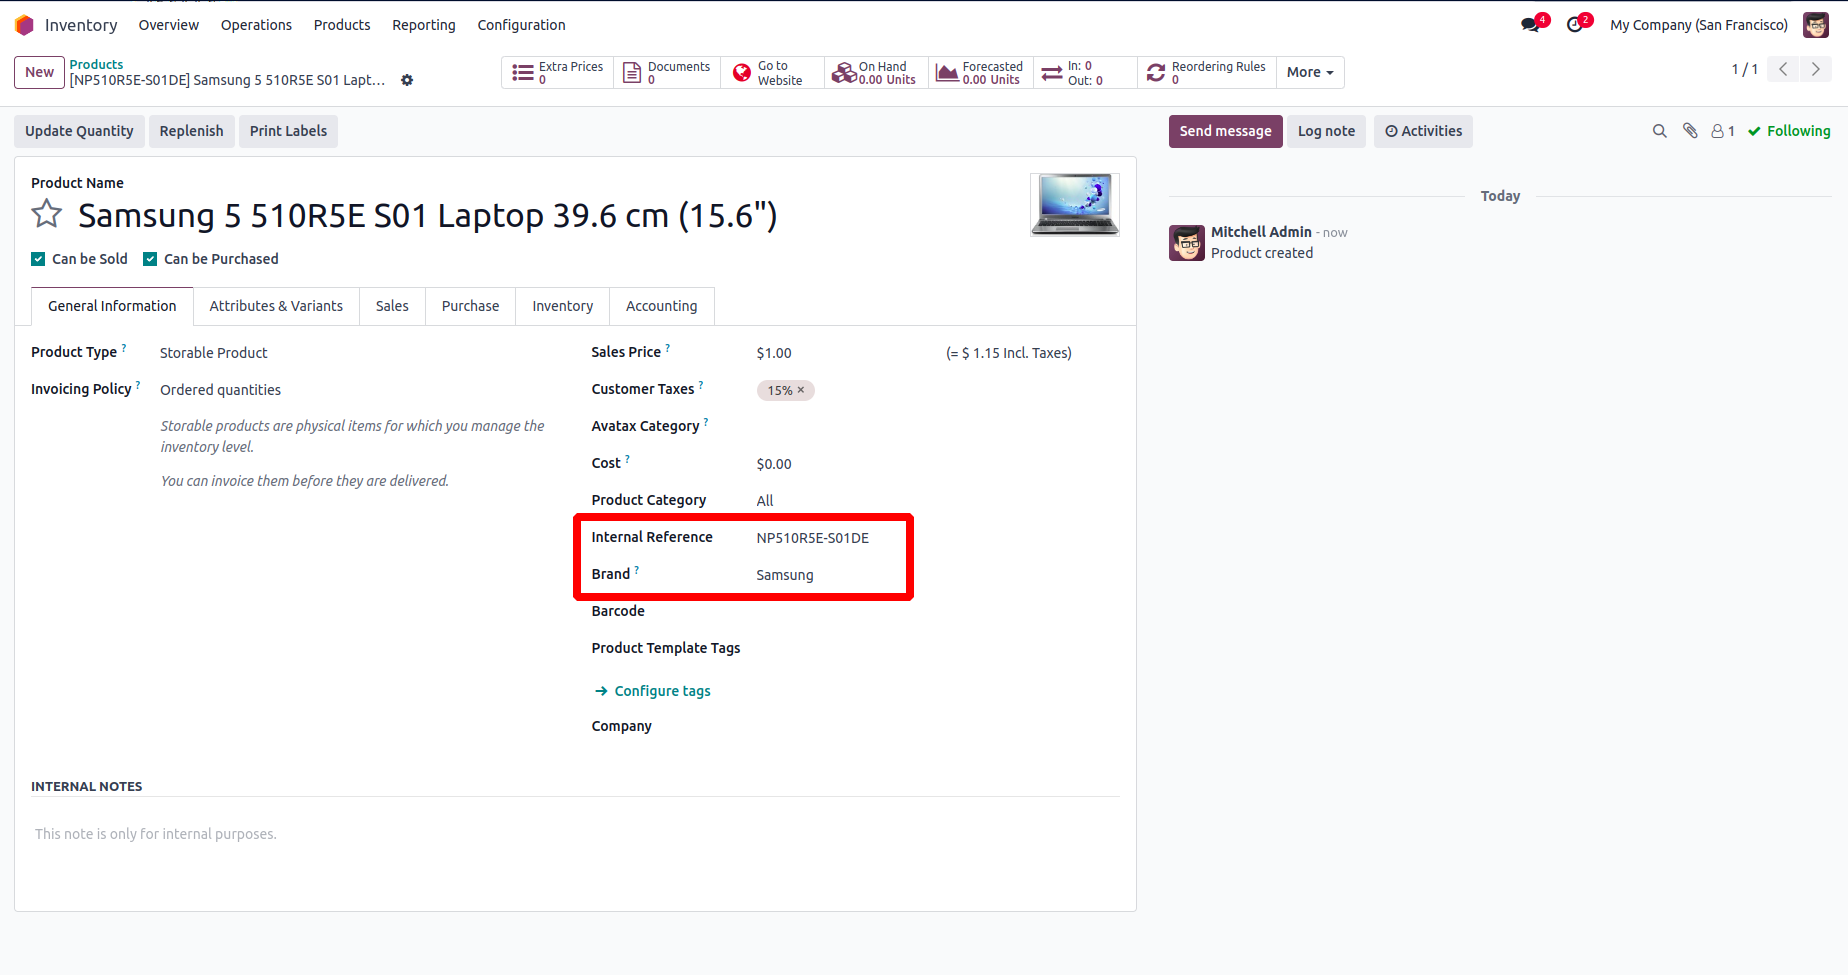 Inventory Overview Operations Products Reporting Configuration 4 2 My Company (San Francisco)
New Products
[NP510R5E-S01DE] Samsung 5 510R5E S01 Lapt...
Extra Prices
0
Documents
0
Go to
Website
On Hand
0.00 Units
Forecasted
0.00 Units
In: 0
Out: 0
Reordering Rules
0
More
1 / 1
Update Quantity Replenish Print Labels
Send message Log note Activities 1 Following
Product Name
Samsung 5 510R5E S01 Laptop 39.6 cm (15.6")
Can be Sold Can be Purchased
General Information Attributes & Variants Sales Purchase Inventory Accounting
Product Type ? Storable Product
Invoicing Policy ? Ordered quantities
Storable products are physical items for which you manage the
inventory level.
You can invoice them before they are delivered.
Sales Price ? $1.00 (= $ 1.15 Incl. Taxes)
Customer Taxes ? 15% ×
Avatax Category ?
Cost ? $0.00
Product Category All
Internal Reference NP510R5E-S01DE
Brand ? Samsung
Barcode
Product Template Tags
→ Configure tags
Company
INTERNAL NOTES
This note is only for internal purposes.
Today
Mitchell Admin - now
Product created